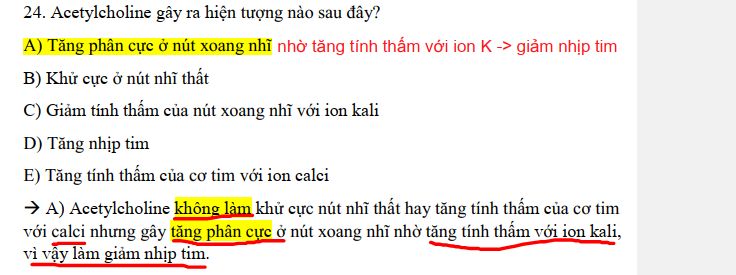 24. Acetylcholine gây ra hiện tượng nào sau đây?
A) Tăng phân cực ở nút xoang nhĩ nhờ tăng tính thấm với ion K -> giảm nhịp tim
B) Khử cực ở nút nhĩ thất
C) Giảm tính thấm của nút xoang nhĩ với ion kali
D) Tăng nhịp tim
E) Tăng tính thấm của cơ tim với ion calci
→ A) Acetylcholine không làm khử cực nút nhĩ thất hay tăng tính thấm của cơ tim
với calci nhưng gây tăng phân cực ở nút xoang nhĩ nhờ tăng tính thấm với ion kali,
vì vậy làm giảm nhịp tim.